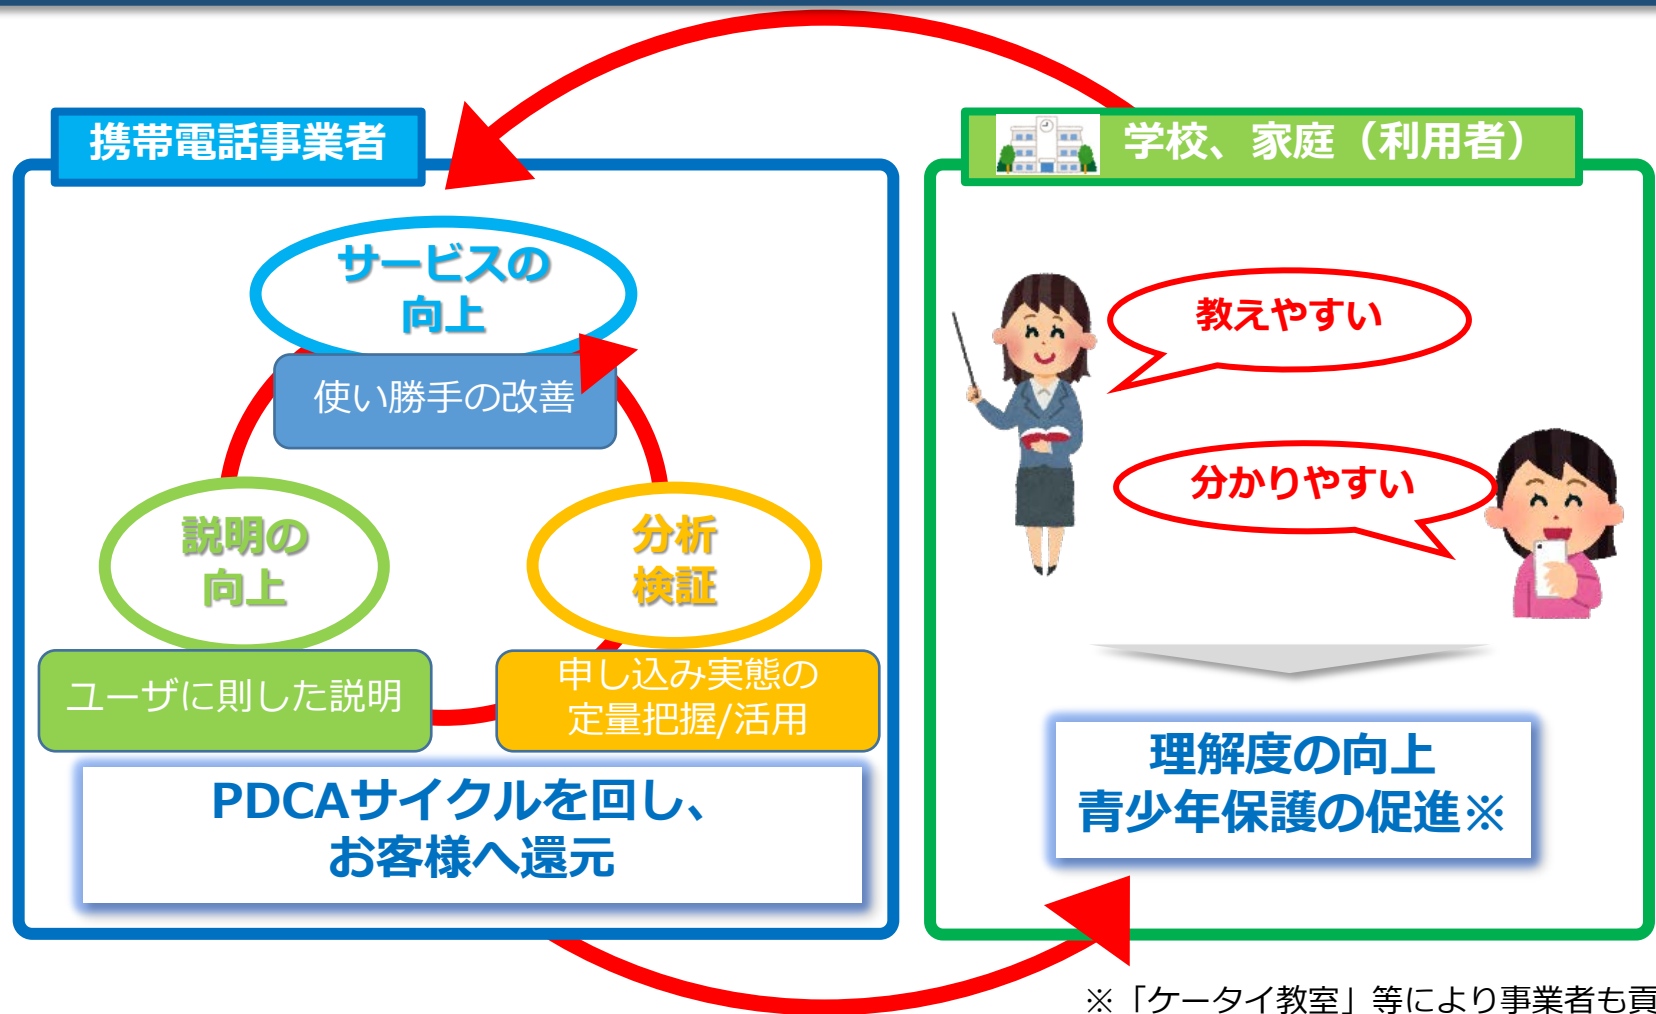 携帯電話事業者
サービスの
向上
使い勝手の改善
説明の
向上
ユーザに則した説明
分析
検証
申し込み実態の
定量把握/活用
PDCAサイクルを回し、
お客様へ還元
学校、家庭（利用者）
教えやすい
分かりやすい
理解度の向上
青少年保護の促進※
※「ケータイ教室」等により事業者も貢